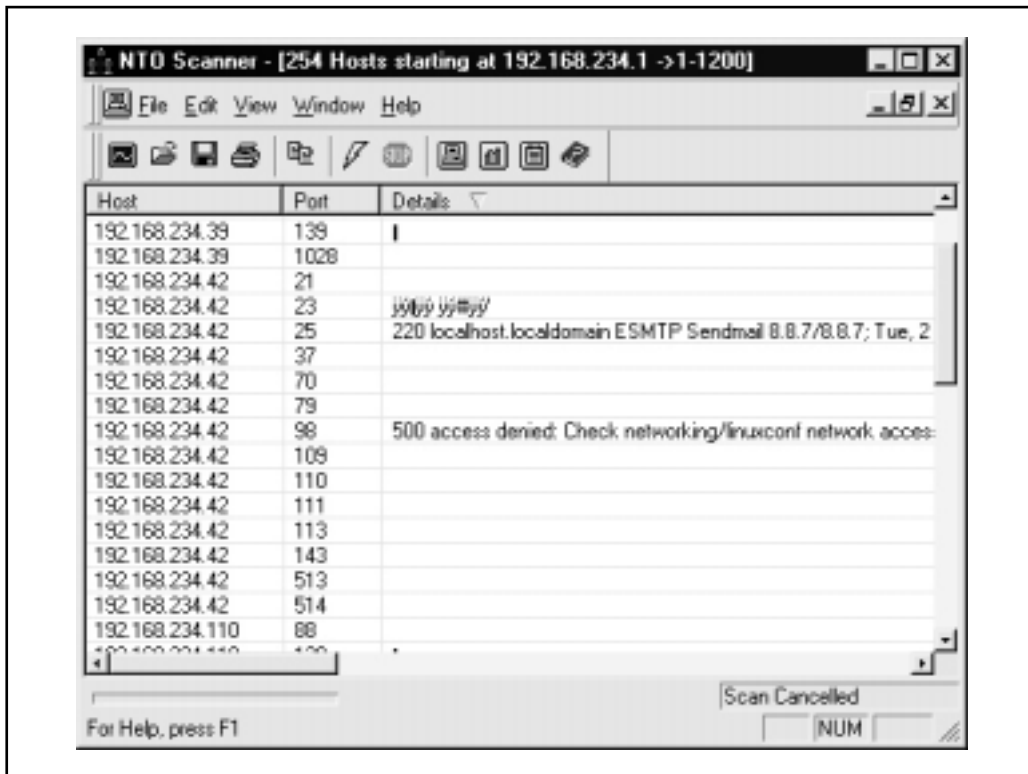 NTO Scanner - [254 Hosts starting at 192.168.234.1 ->1-1200]
File Edit View Window Help
Host Port Details
192.168.234.39 139
192.168.234.39 1028
192.168.234.42 21
192.168.234.42 23
192.168.234.42 25 220 localhost.localdomain ESMTP Sendmail 8.8.7/8.8.7; Tue, 2
192.168.234.42 37
192.168.234.42 70
192.168.234.42 79
192.168.234.42 98 500 access denied: Check networking/linuxconf network acces
192.168.234.42 109
192.168.234.42 110
192.168.234.42 111
192.168.234.42 113
192.168.234.42 143
192.168.234.42 513
192.168.234.42 514
192.168.234.110 88
Scan Cancelled
For Help, press F1 NUM